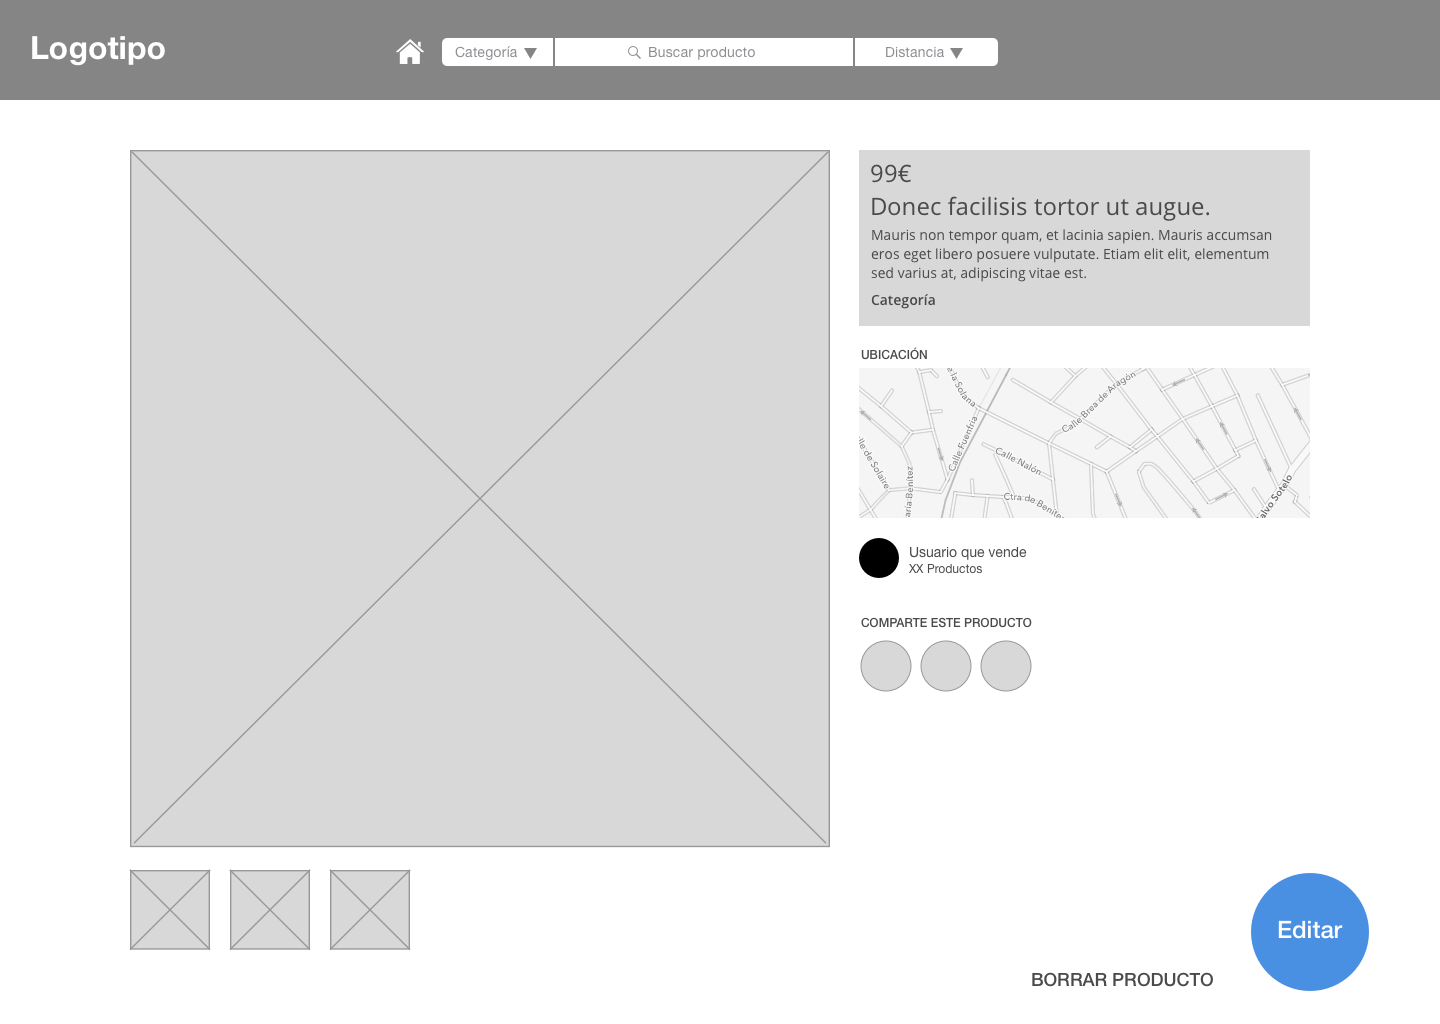 Logotipo
Categoría
Buscar producto
Distancia
99€
Donec facilisis tortor ut augue.
Mauris non tempor quam, et lacinia sapien. Mauris accumsan
eros eget libero posuere vulputate. Etiam elit elit, elementum
sed varius at, adipiscing vitae est.
Categoría
UBICACIÓN
a la Solana
Calle Brea de Aragón
Calle Fuenfría
Calle Nalón
lle de Solaire
aría Benítez
Ctra de Benítez
alvo Sotelo
Usuario que vende
XX Productos
COMPARTE ESTE PRODUCTO
Editar
BORRAR PRODUCTO